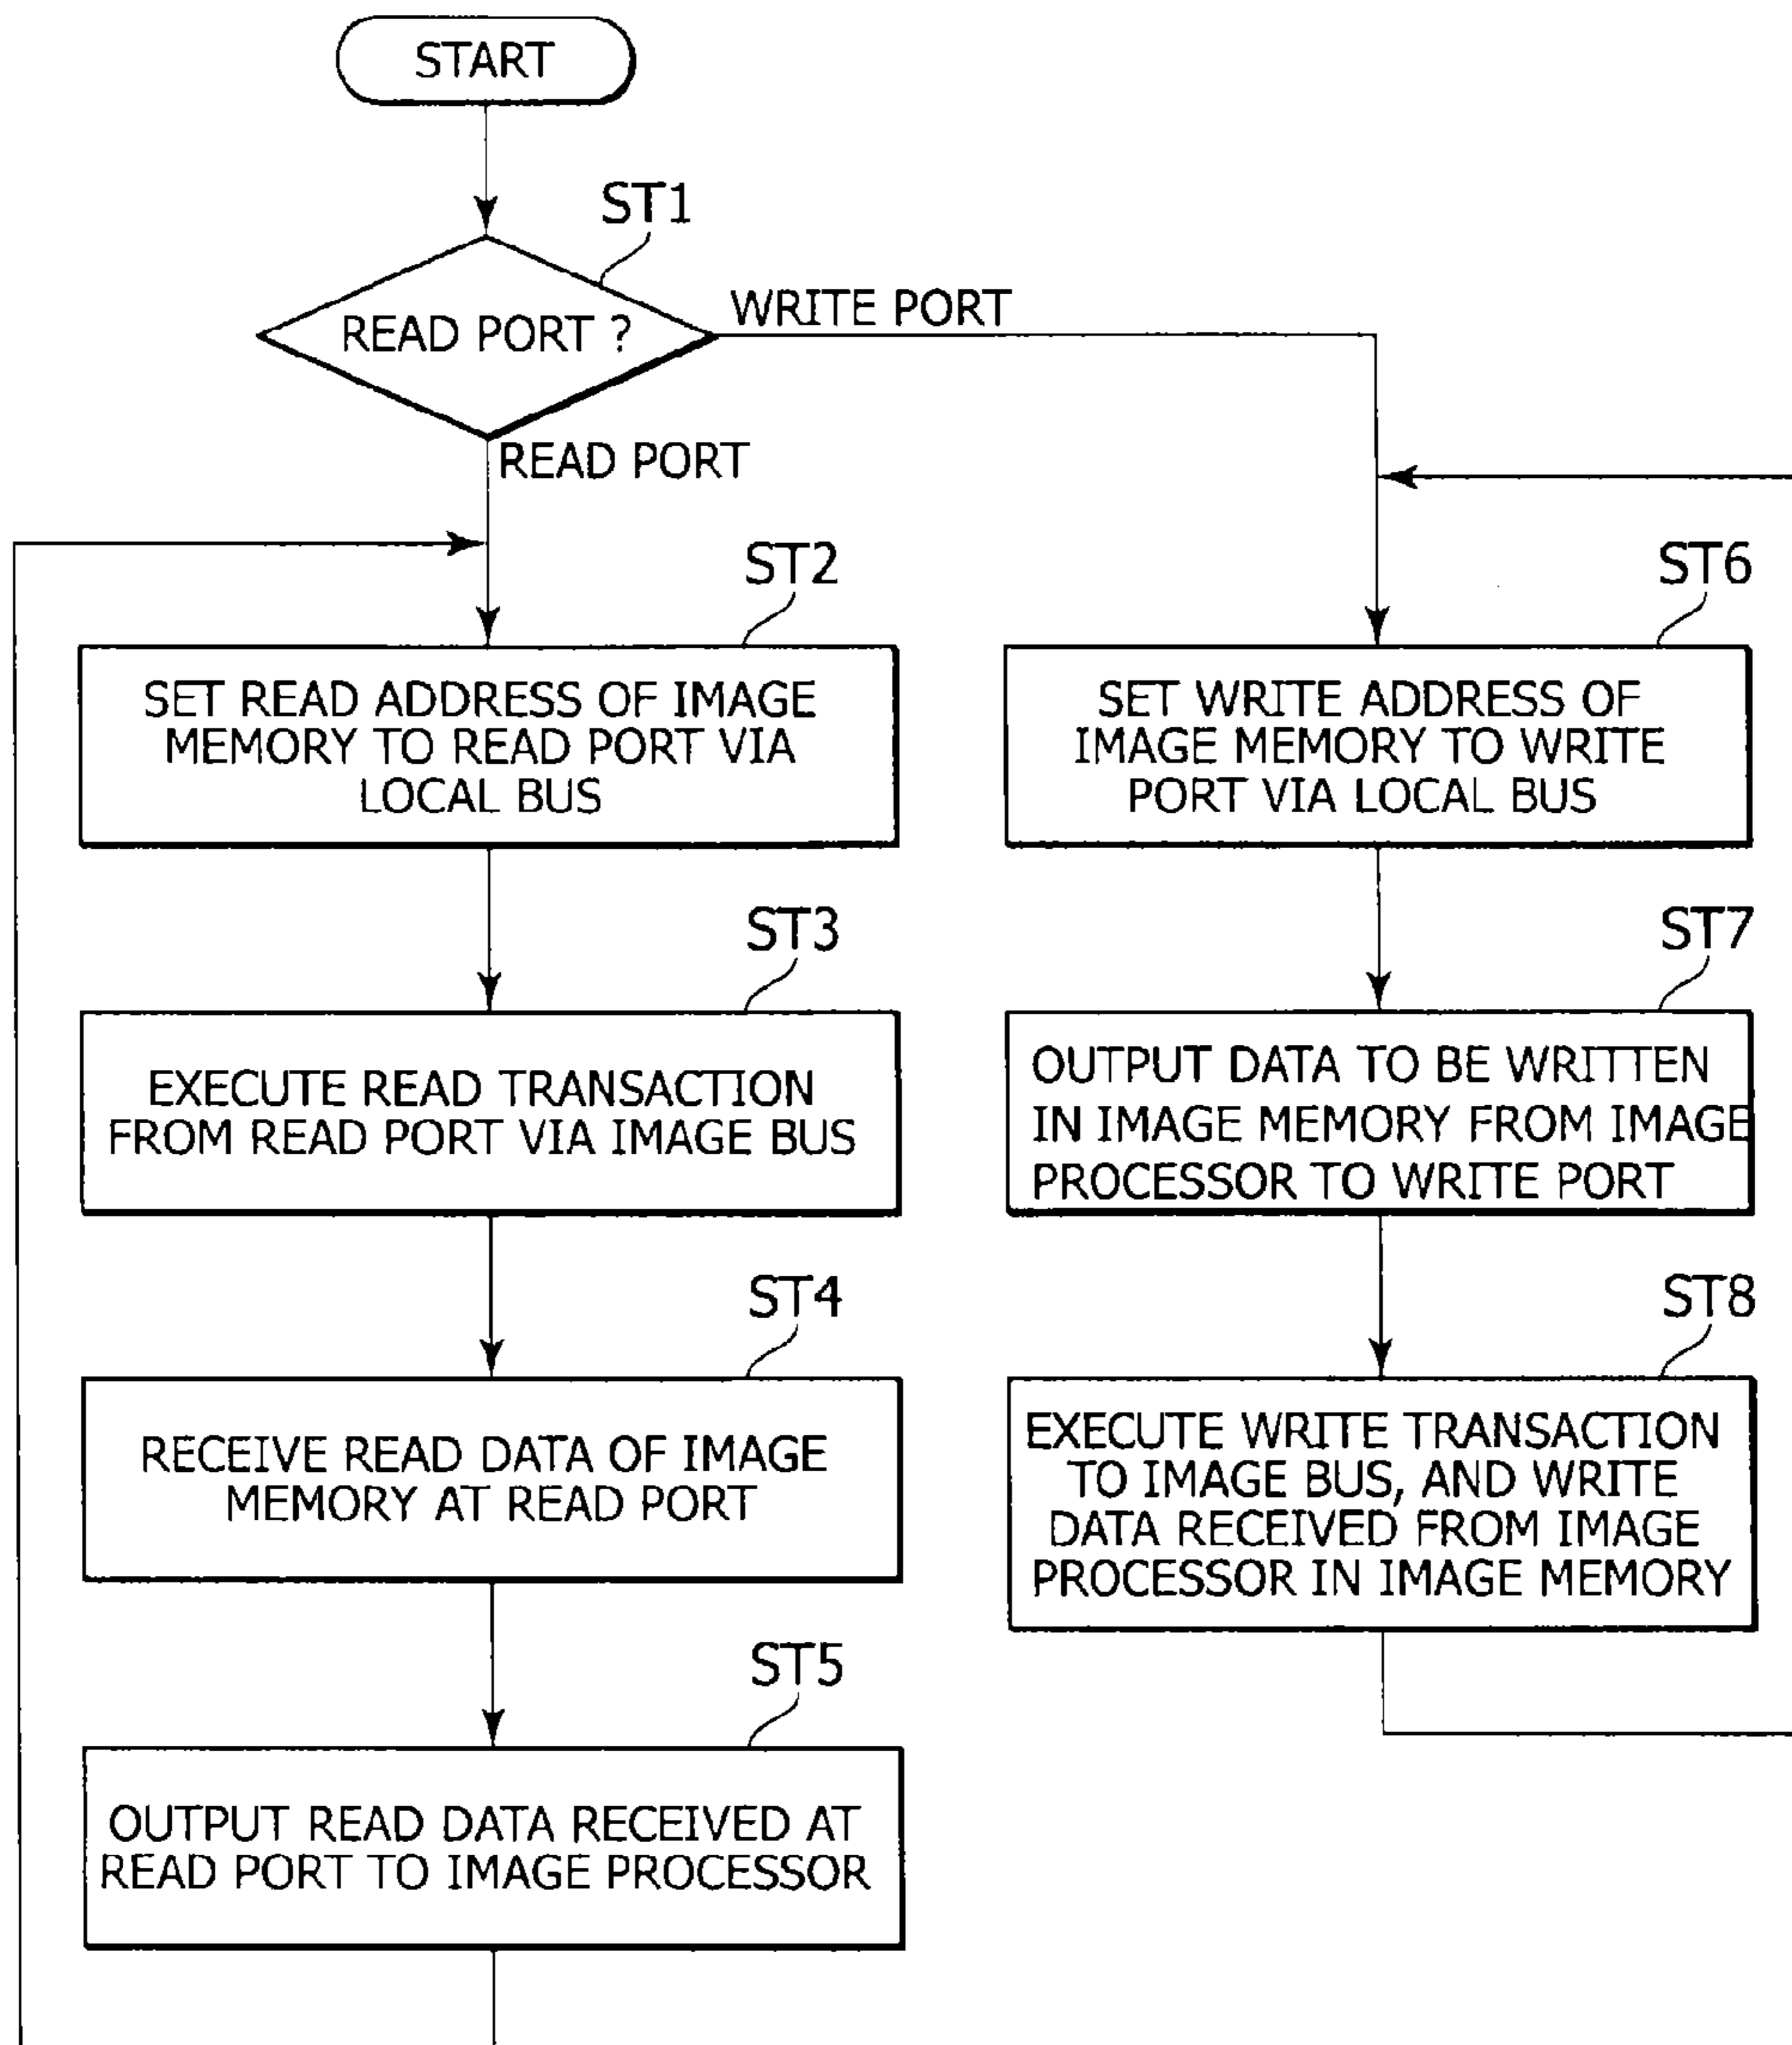 START
ST1
READ PORT ?
WRITE PORT
READ PORT
ST2
SET READ ADDRESS OF IMAGE
MEMORY TO READ PORT VIA
LOCAL BUS
ST3
EXECUTE READ TRANSACTION
FROM READ PORT VIA IMAGE BUS
ST4
RECEIVE READ DATA OF IMAGE
MEMORY AT READ PORT
ST5
OUTPUT READ DATA RECEIVED AT
READ PORT TO IMAGE PROCESSOR
ST6
SET WRITE ADDRESS OF
IMAGE MEMORY TO WRITE
PORT VIA LOCAL BUS
ST7
OUTPUT DATA TO BE WRITTEN
IN IMAGE MEMORY FROM IMAGE
PROCESSOR TO WRITE PORT
ST8
EXECUTE WRITE TRANSACTION
TO IMAGE BUS, AND WRITE
DATA RECEIVED FROM IMAGE
PROCESSOR IN IMAGE MEMORY